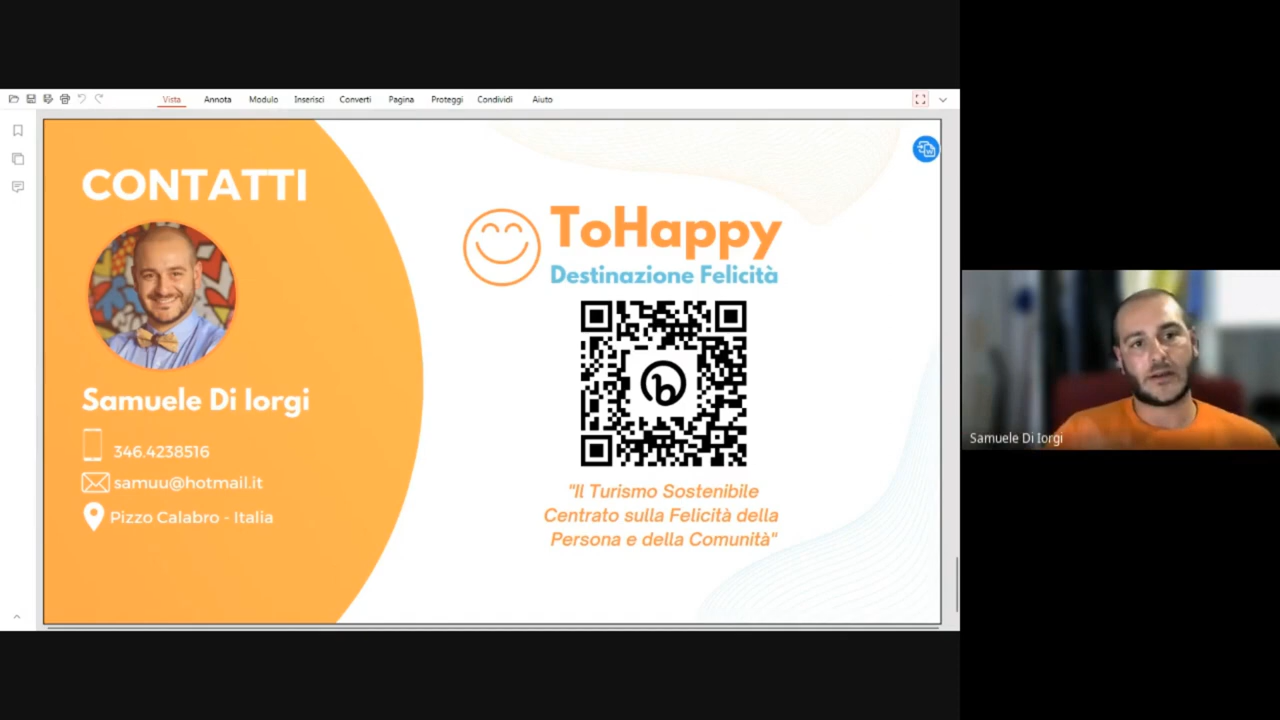 Vista Annota Modulo Inserisci Converti Pagina Proteggi Condividi Aiuto
CONTATTI
Samuele Di Iorgi
346.4238516
samuu@hotmail.it
Pizzo Calabro - Italia
ToHappy
Destinazione Felicità
"Il Turismo Sostenibile
Centrato sulla Felicità della
Persona e della Comunità"
Samuele Di Iorgi